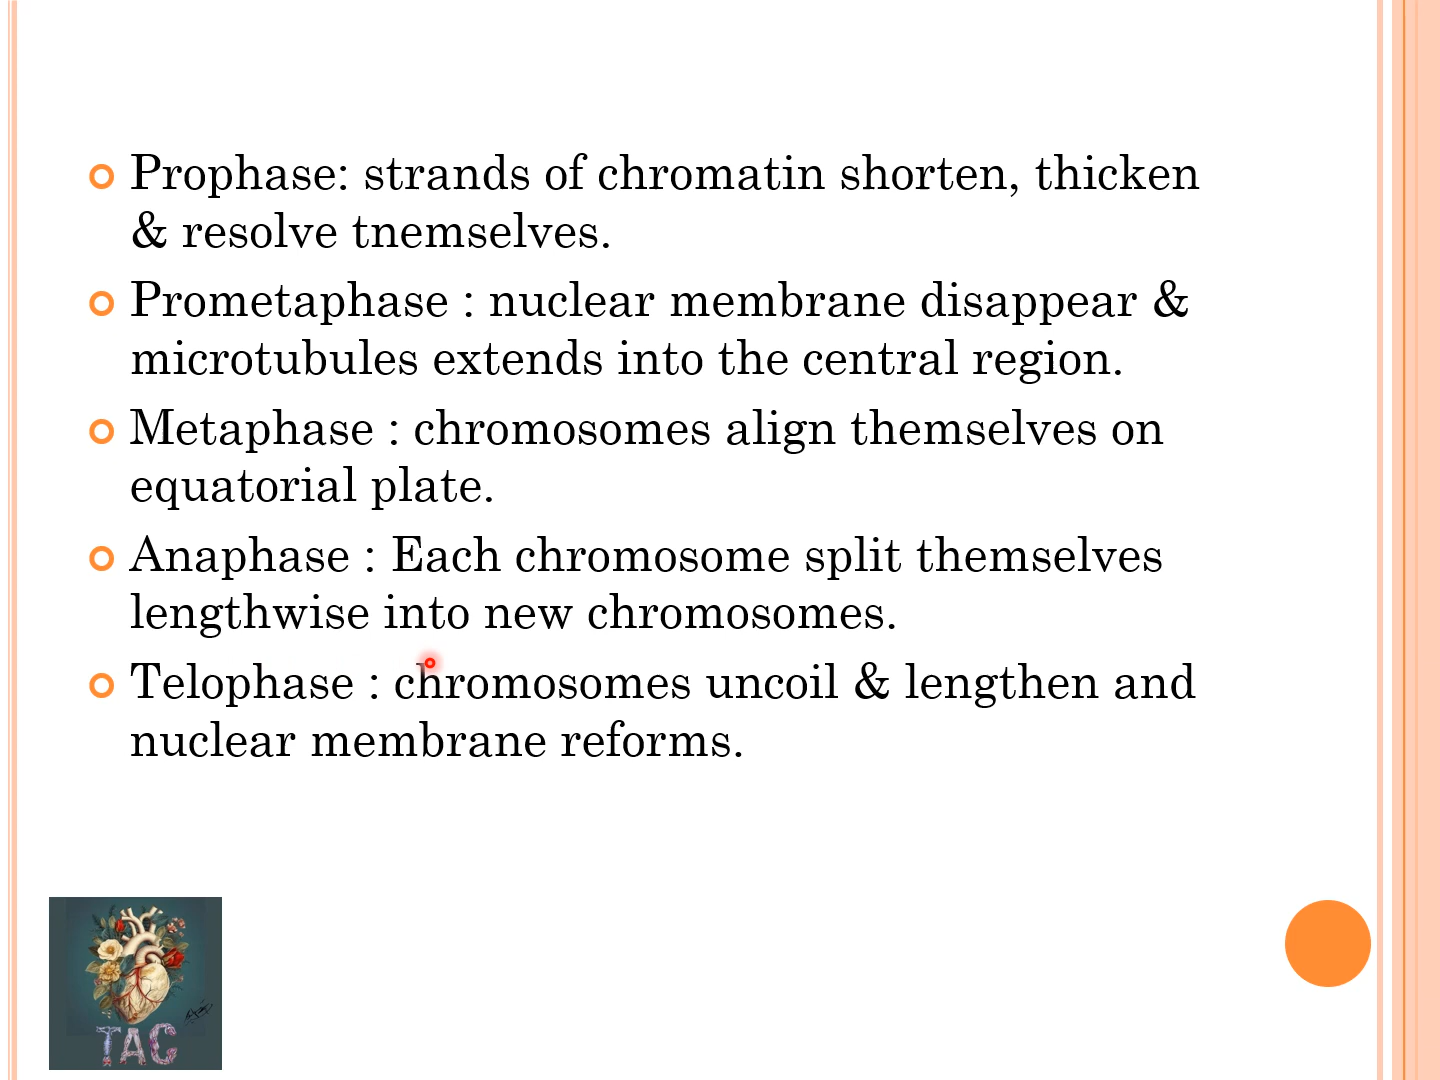 Prophase: strands of chromatin shorten, thicken
& resolve tnemselves.
Prometaphase : nuclear membrane disappear &
microtubules extends into the central region.
Metaphase : chromosomes align themselves on
equatorial plate.
Anaphase : Each chromosome split themselves
lengthwise into new chromosomes.
Telophase : chromosomes uncoil & lengthen and
nuclear membrane reforms.
TAC